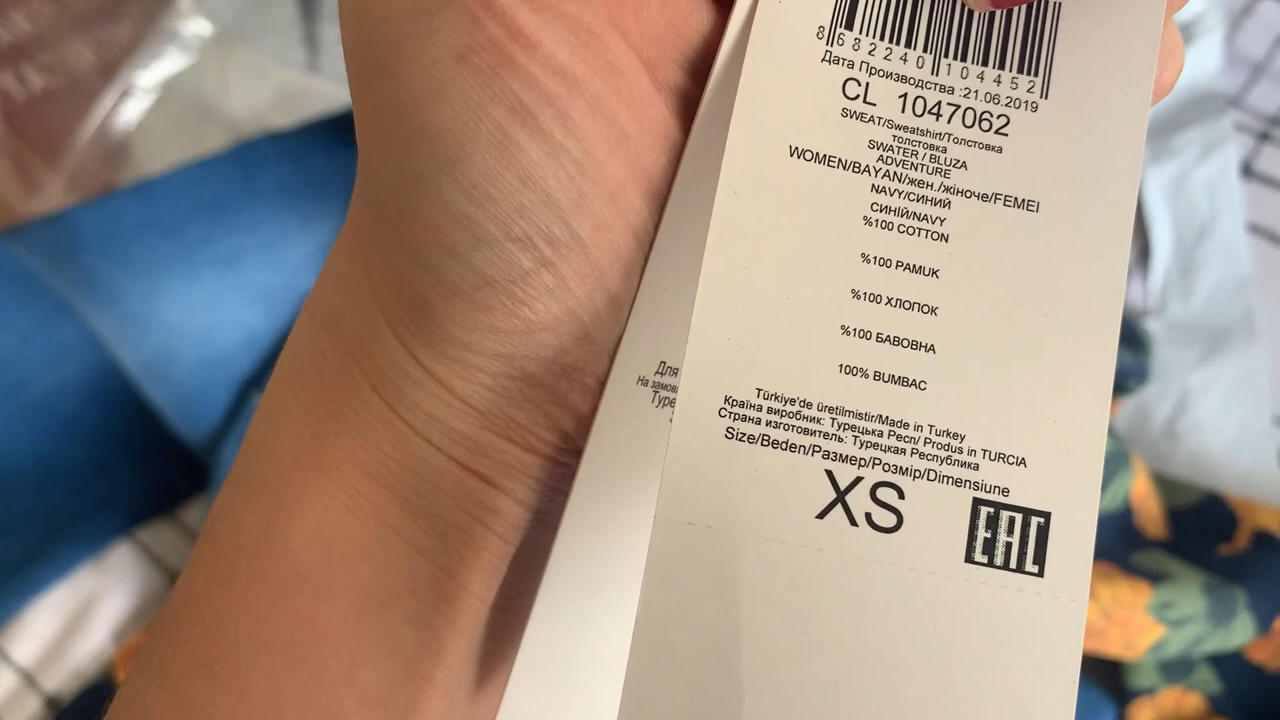 8682240104452
Дата Производства :21.06.2019
CL 1047062
SWEAT/Sweatshirt/Толстовка
толстовка
SWATER / BLUZA
ADVENTURE
WOMEN/BAYAN/жен./жіноче/FEMEI
NAVY/СИНИЙ
СИНІЙ/NAVY
%100 COTTON
%100 PAMUK
%100 ХЛОПОК
%100 БАВОВНА
100% BUMBAC
Türkiye'de üretilmistir/Made in Turkey
Країна виробник: Турецька Респ/ Produs in TURCIA
Страна изготовитель: Турецкая Республика
Size/Beden/Размер/Розмір/Dimensiune
XS
EAC
Для
На